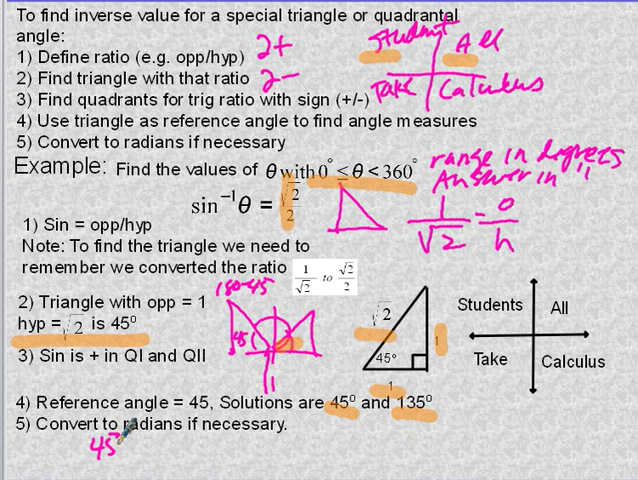 To find inverse value for a special triangle or quadrantal
angle:
1) Define ratio (e.g. opp/hyp) 2+
2) Find triangle with that ratio 2-
3) Find quadrants for trig ratio with sign (+/-)
4) Use triangle as reference angle to find angle measures
5) Convert to radians if necessary
Student All
Take Calculus
Example: Find the values of θ with 0° ≤ θ < 360°
range in degrees
Answer in "
sin⁻¹θ = √2/2
1/√2 = o/h
1) Sin = opp/hyp
Note: To find the triangle we need to
remember we converted the ratio 1/√2 to √2/2
2) Triangle with opp = 1
hyp = √2 is 45°
180-45
45
√2
1
45°
1
Students All
Take Calculus
3) Sin is + in QI and QII
4) Reference angle = 45, Solutions are 45° and 135°
5) Convert to radians if necessary.
45